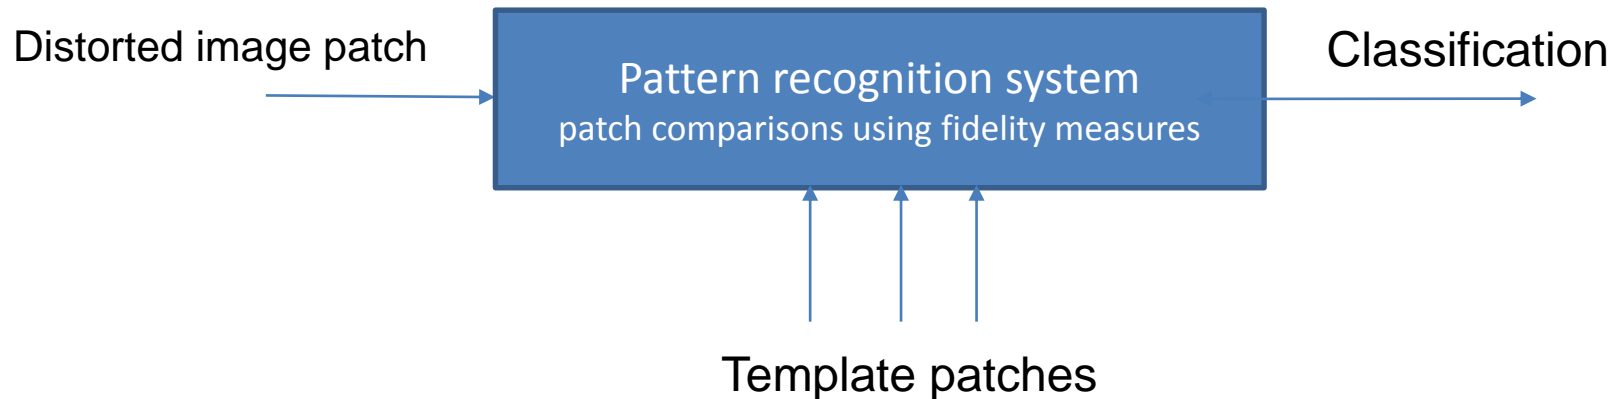 Distorted image patch
Pattern recognition system
patch comparisons using fidelity measures
Classification
Template patches